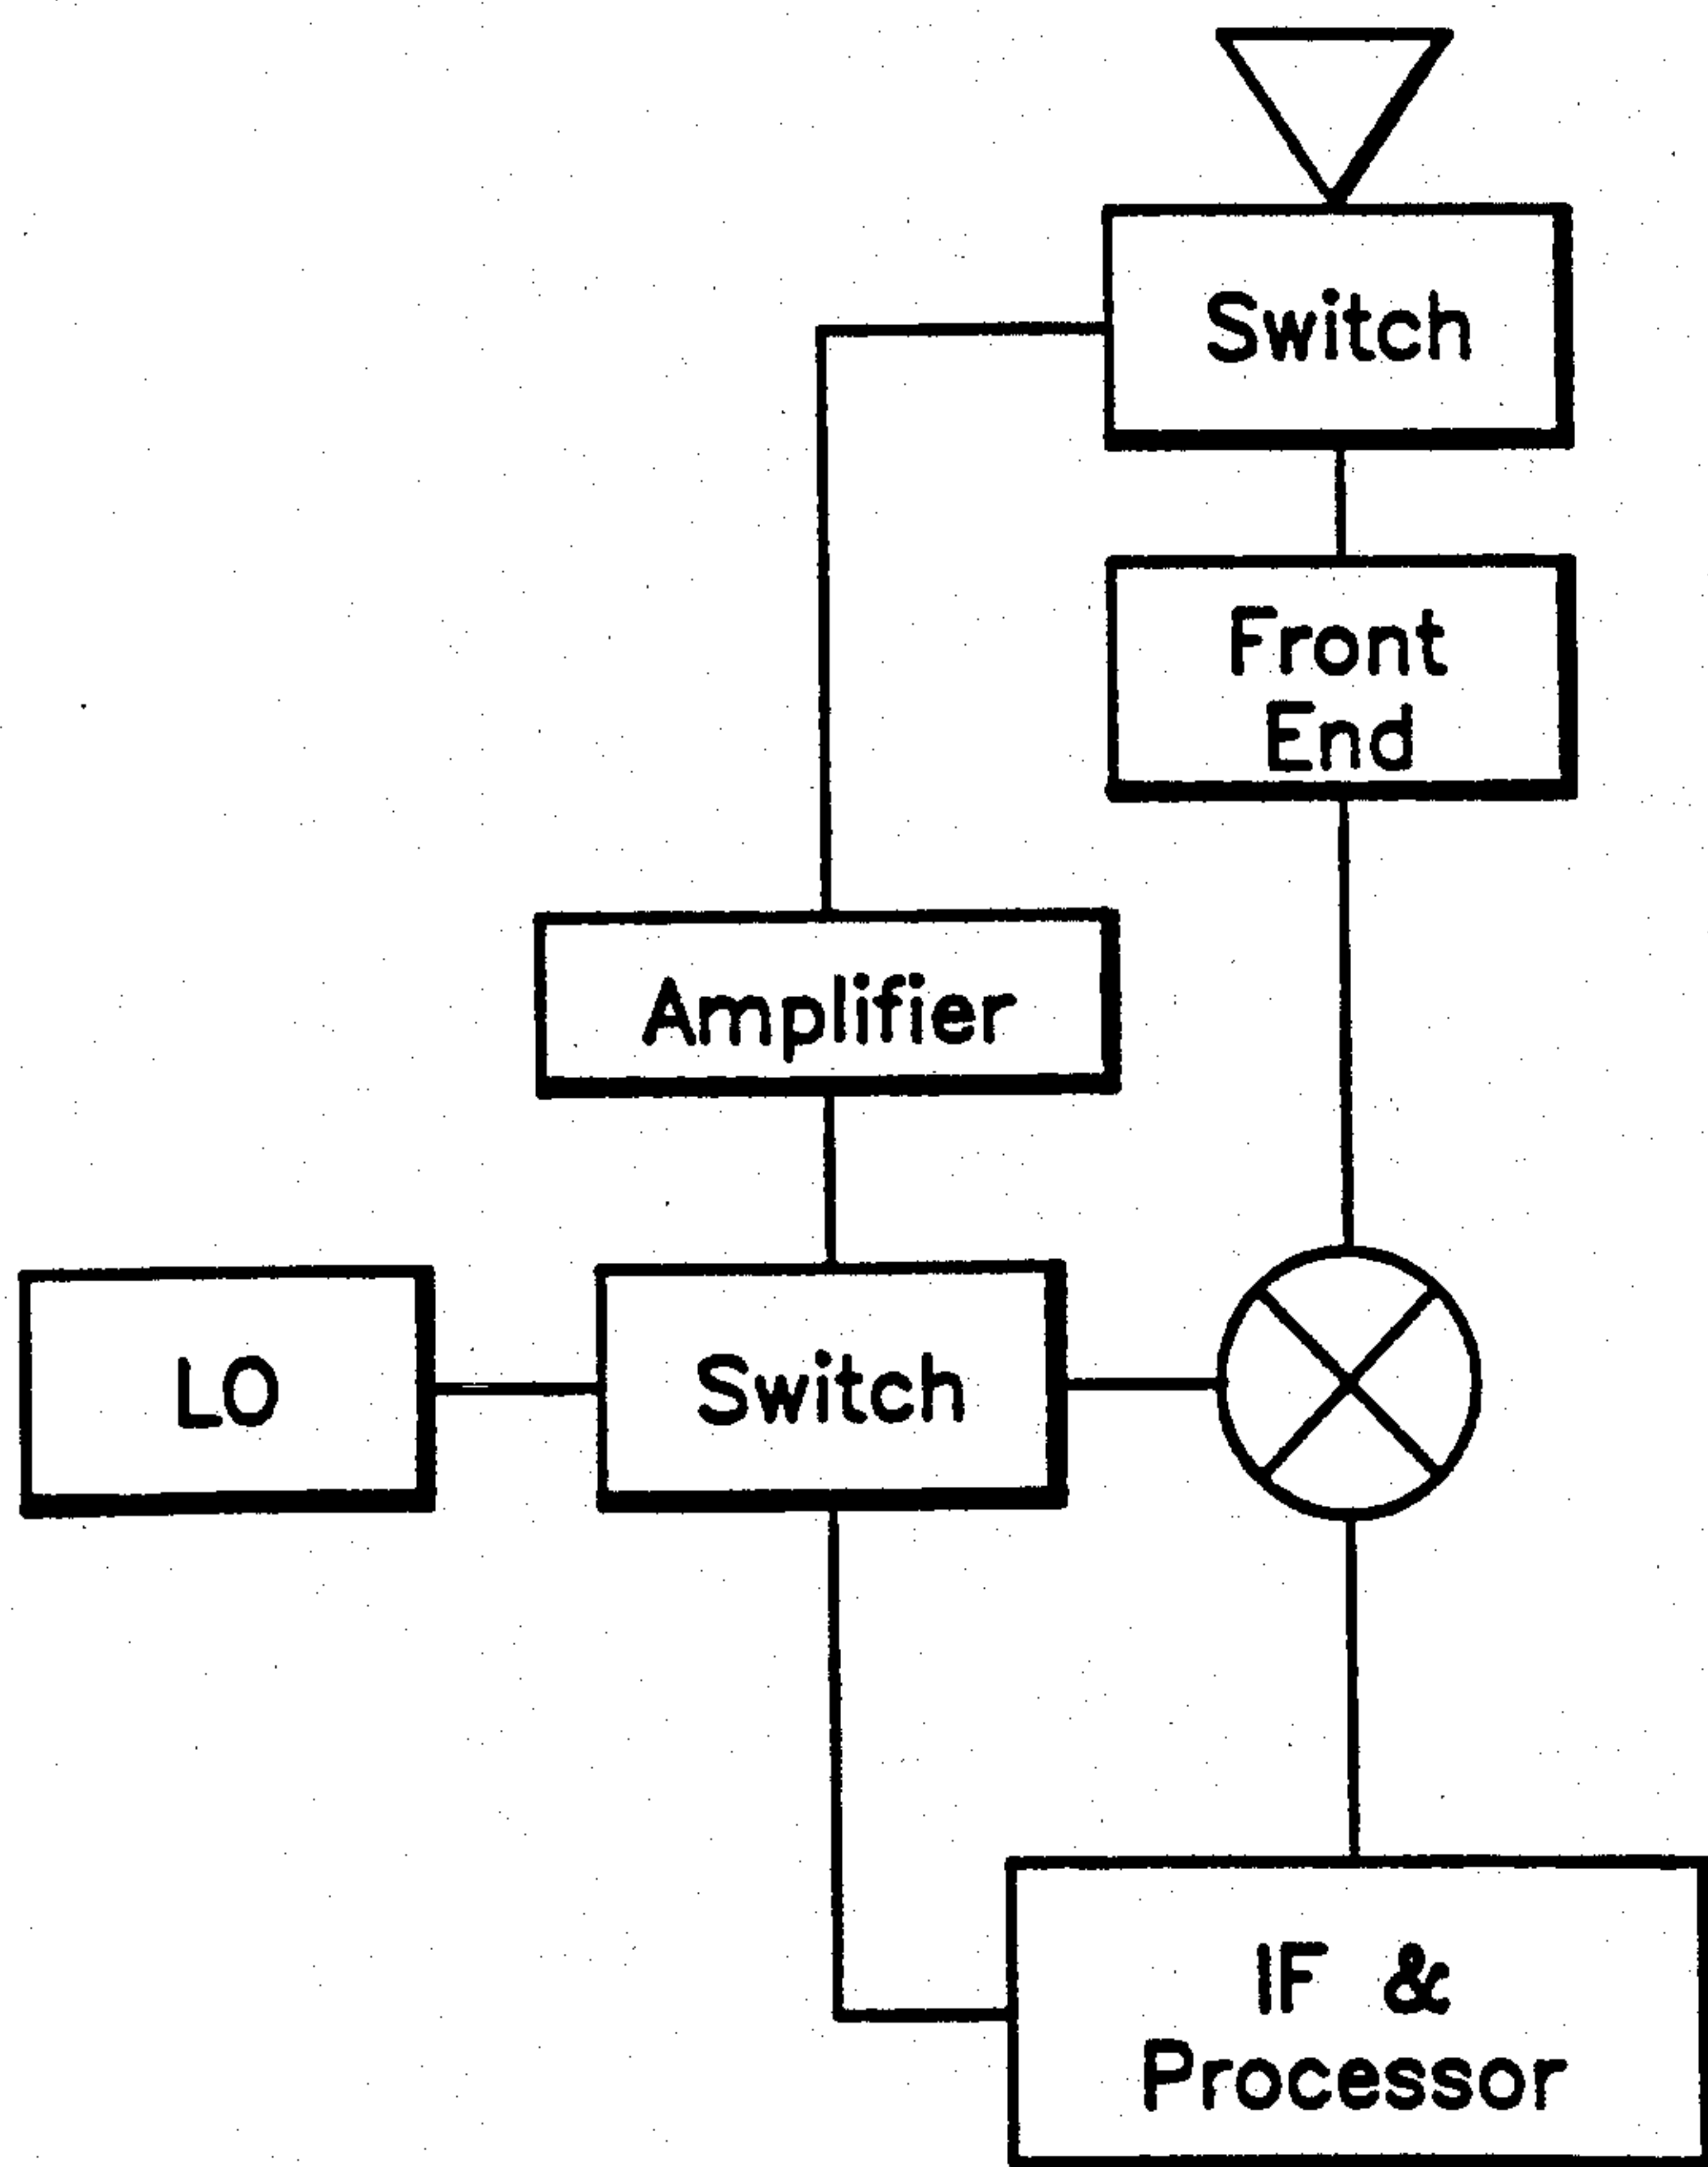 Switch
Front
End
Amplifier
LO
Switch
IF &
Processor